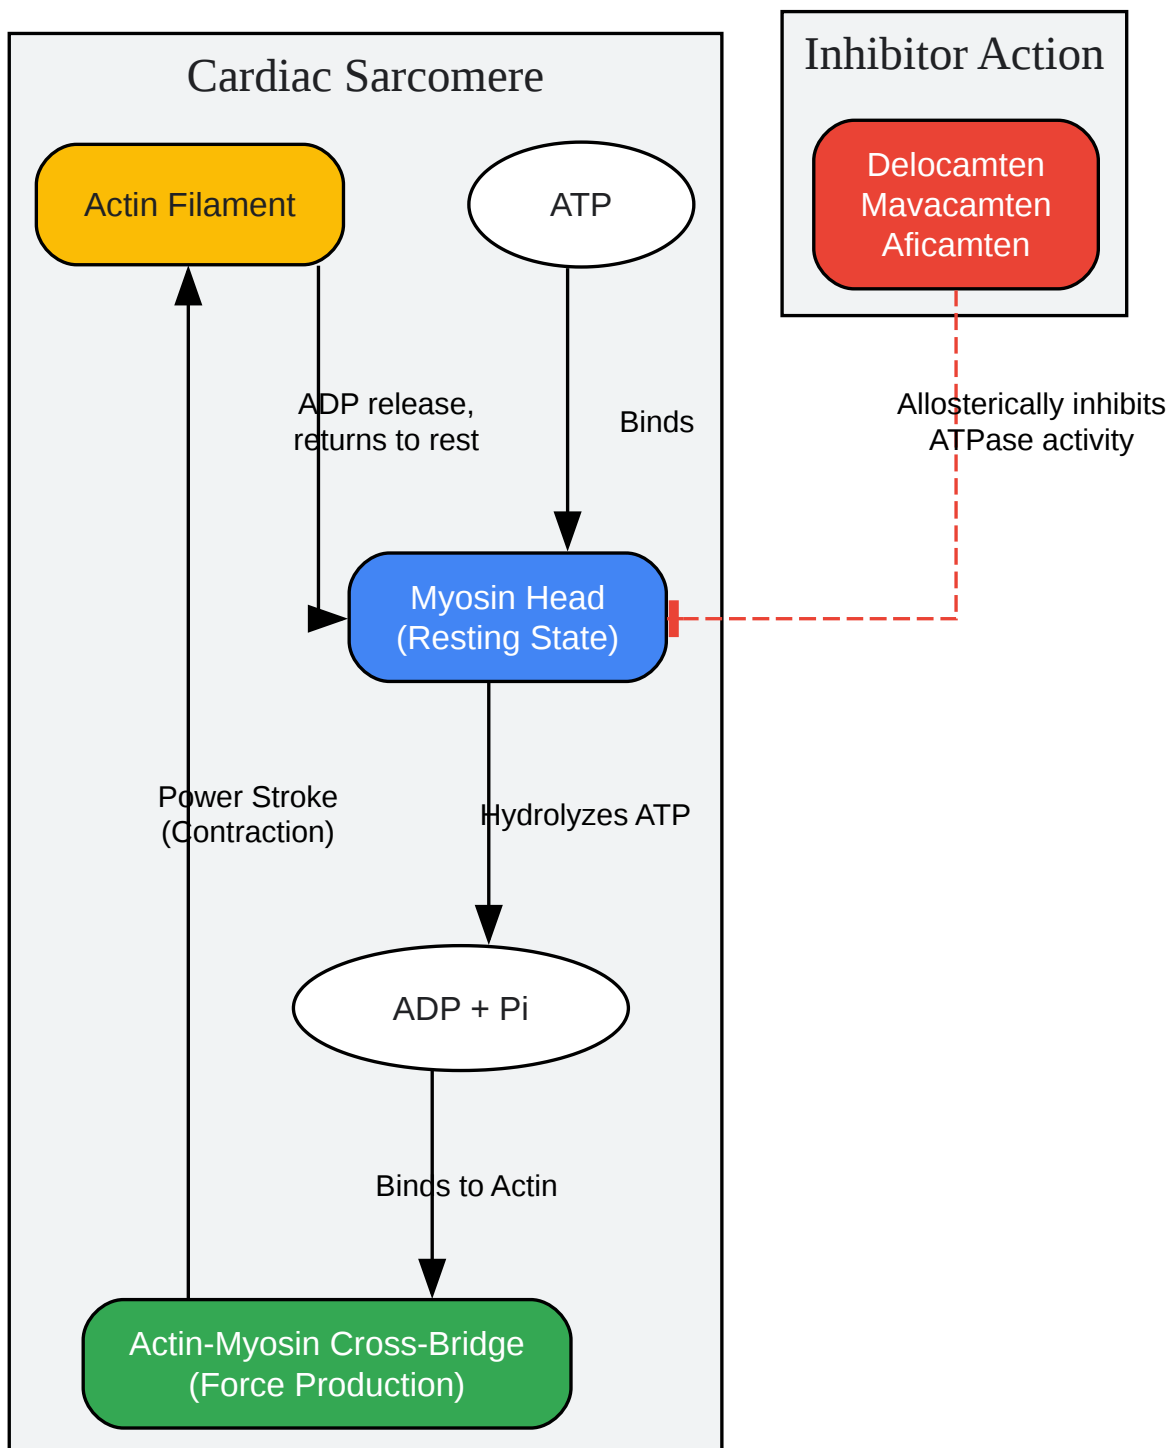 Cardiac Sarcomere
Inhibitor Action
Actin Filament
ATP
Delocamten
Mavacamten
Aficamten
ADP release,
returns to rest
Binds
Allosterically inhibits
ATPase activity
Myosin Head
(Resting State)
Power Stroke
(Contraction)
Hydrolyzes ATP
ADP + Pi
Binds to Actin
Actin-Myosin Cross-Bridge
(Force Production)